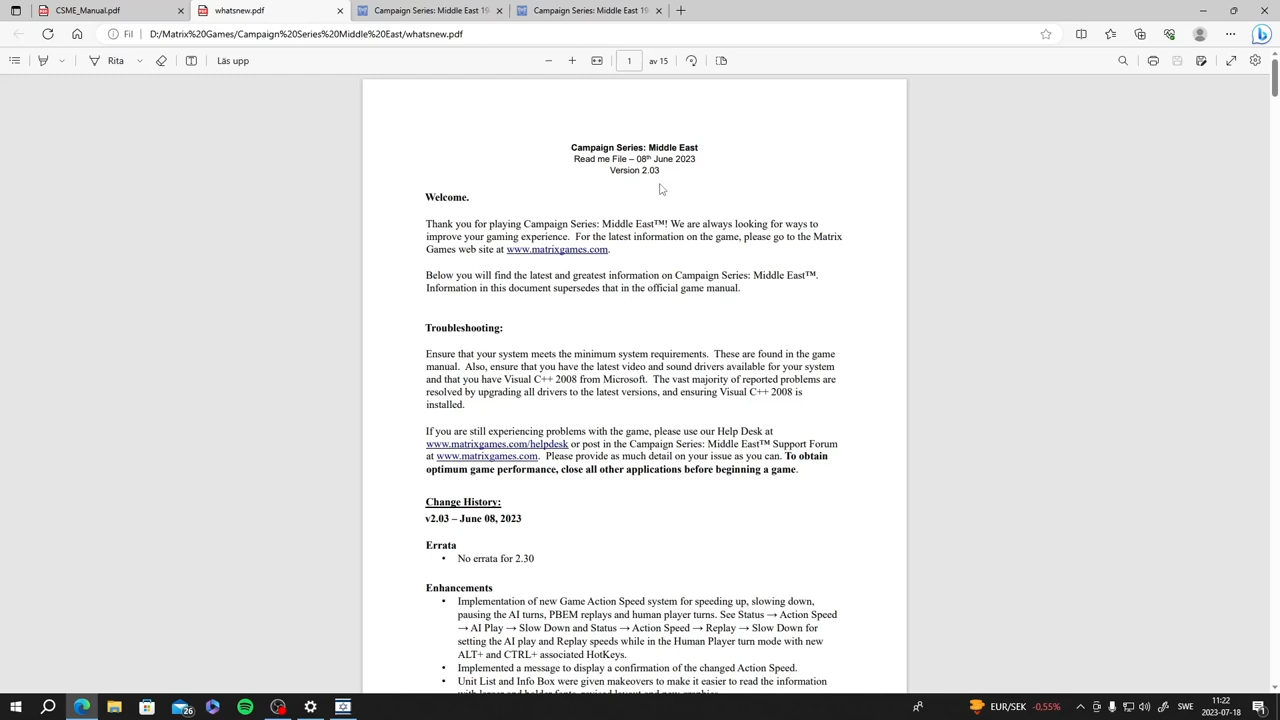 CSME_Manual.pdf
whatsnew.pdf
Campaign Series: Middle East 19
Campaign Series: Middle East 19
Fil
D:/Matrix%20Games/Campaign%20Series%20Middle%20East/whatsnew.pdf
Rita
Läs upp
1
av 15
Campaign Series: Middle East
Read me File – 08th June 2023
Version 2.03
Welcome.
Thank you for playing Campaign Series: Middle East™! We are always looking for ways to
improve your gaming experience.  For the latest information on the game, please go to the Matrix
Games web site at www.matrixgames.com.
Below you will find the latest and greatest information on Campaign Series: Middle East™.
Information in this document supersedes that in the official game manual.
Troubleshooting:
Ensure that your system meets the minimum system requirements.  These are found in the game
manual.  Also, ensure that you have the latest video and sound drivers available for your system
and that you have Visual C++ 2008 from Microsoft.  The vast majority of reported problems are
resolved by upgrading all drivers to the latest versions, and ensuring Visual C++ 2008 is
installed.
If you are still experiencing problems with the game, please use our Help Desk at
www.matrixgames.com/helpdesk or post in the Campaign Series: Middle East™ Support Forum
at www.matrixgames.com.  Please provide as much detail on your issue as you can. To obtain
optimum game performance, close all other applications before beginning a game.
Change History:
v2.03 – June 08, 2023
Errata
• No errata for 2.30
Enhancements
• Implementation of new Game Action Speed system for speeding up, slowing down,
pausing the AI turns, PBEM replays and human player turns. See Status → Action Speed
→ AI Play → Slow Down and Status → Action Speed → Replay → Slow Down for
setting the AI play and Replay speeds while in the Human Player turn mode with new
ALT+ and CTRL+ associated HotKeys.
• Implemented a message to display a confirmation of the changed Action Speed.
• Unit List and Info Box were given makeovers to make it easier to read the information
with larger and bolder fonts, revised layout and new graphics.
26
EUR/SEK
-0,55%
SWE
11:22
2023-07-18
1